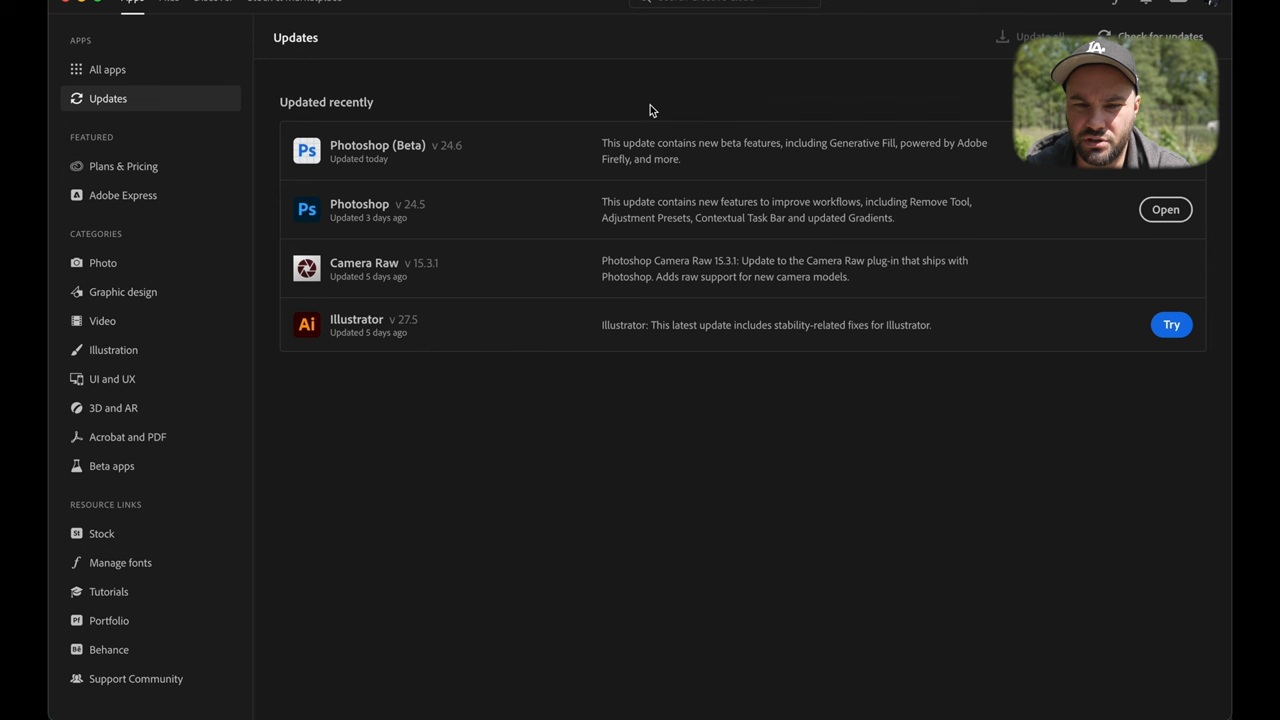 Updates
Check for updates
APPS
All apps
Updates
FEATURED
Plans & Pricing
Adobe Express
CATEGORIES
Photo
Graphic design
Video
Illustration
UI and UX
3D and AR
Acrobat and PDF
Beta apps
RESOURCE LINKS
St Stock
Manage fonts
Tutorials
Pf Portfolio
Bē Behance
Support Community
Updated recently
Ps Photoshop (Beta) v 24.6
Updated today
This update contains new beta features, including Generative Fill, powered by Adobe
Firefly, and more.
Ps Photoshop v 24.5
Updated 3 days ago
This update contains new features to improve workflows, including Remove Tool,
Adjustment Presets, Contextual Task Bar and updated Gradients.
Open
Camera Raw v 15.3.1
Updated 5 days ago
Photoshop Camera Raw 15.3.1: Update to the Camera Raw plug-in that ships with
Photoshop. Adds raw support for new camera models.
Ai Illustrator v 27.5
Updated 5 days ago
Illustrator: This latest update includes stability-related fixes for Illustrator.
Try
LA